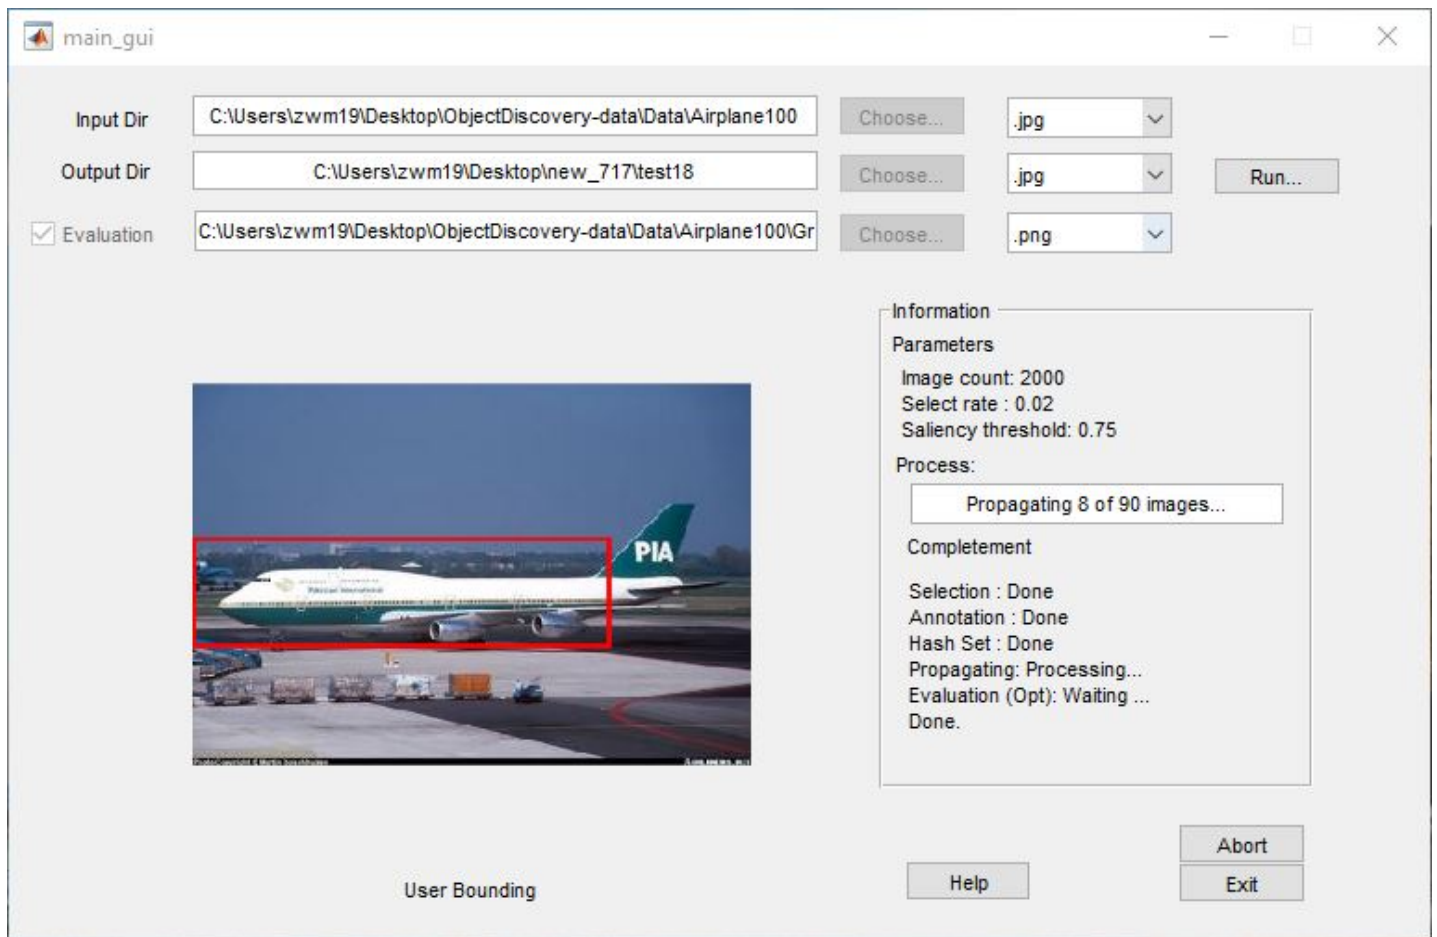 main_gui
Input Dir
C:\Users\zwm19\Desktop\ObjectDiscovery-data\Data\Airplane100
Choose...
.jpg
Output Dir
C:\Users\zwm19\Desktop\new_717\test18
Choose...
.jpg
Run...
Evaluation
C:\Users\zwm19\Desktop\ObjectDiscovery-data\Data\Airplane100\Gr
Choose...
.png
PIA
Information
Parameters
Image count: 2000
Select rate : 0.02
Saliency threshold: 0.75
Process:
Propagating 8 of 90 images...
Completement
Selection : Done
Annotation : Done
Hash Set : Done
Propagating: Processing...
Evaluation (Opt): Waiting ...
Done.
User Bounding
Help
Abort
Exit